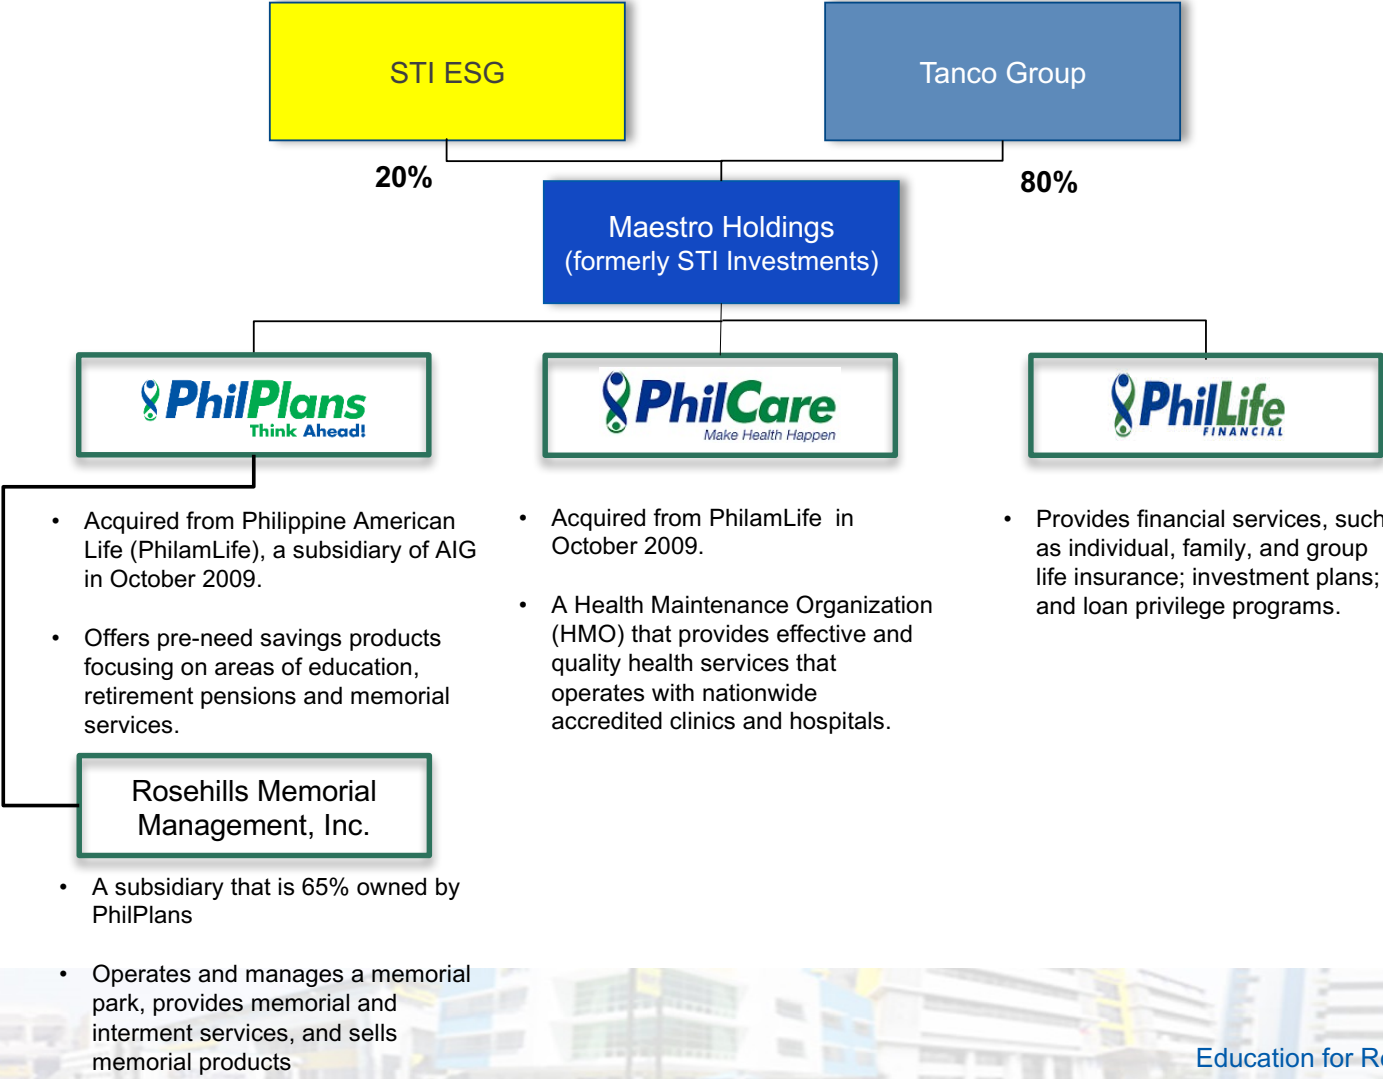 STI ESG
Tanco Group
20%
80%
Maestro Holdings
(formerly STI Investments)
PhilPlans
Think Ahead!
PhilCare
Make Health Happen
PhilLife
FINANCIAL
• Acquired from Philippine American
Life (PhilamLife), a subsidiary of AIG
in October 2009.
• Offers pre-need savings products
focusing on areas of education,
retirement pensions and memorial
services.
• Acquired from PhilamLife in
October 2009.
• A Health Maintenance Organization
(HMO) that provides effective and
quality health services that
operates with nationwide
accredited clinics and hospitals.
• Provides financial services, such
as individual, family, and group
life insurance; investment plans;
and loan privilege programs.
Rosehills Memorial
Management, Inc.
• A subsidiary that is 65% owned by
PhilPlans
• Operates and manages a memorial
park, provides memorial and
interment services, and sells
memorial products
Education for